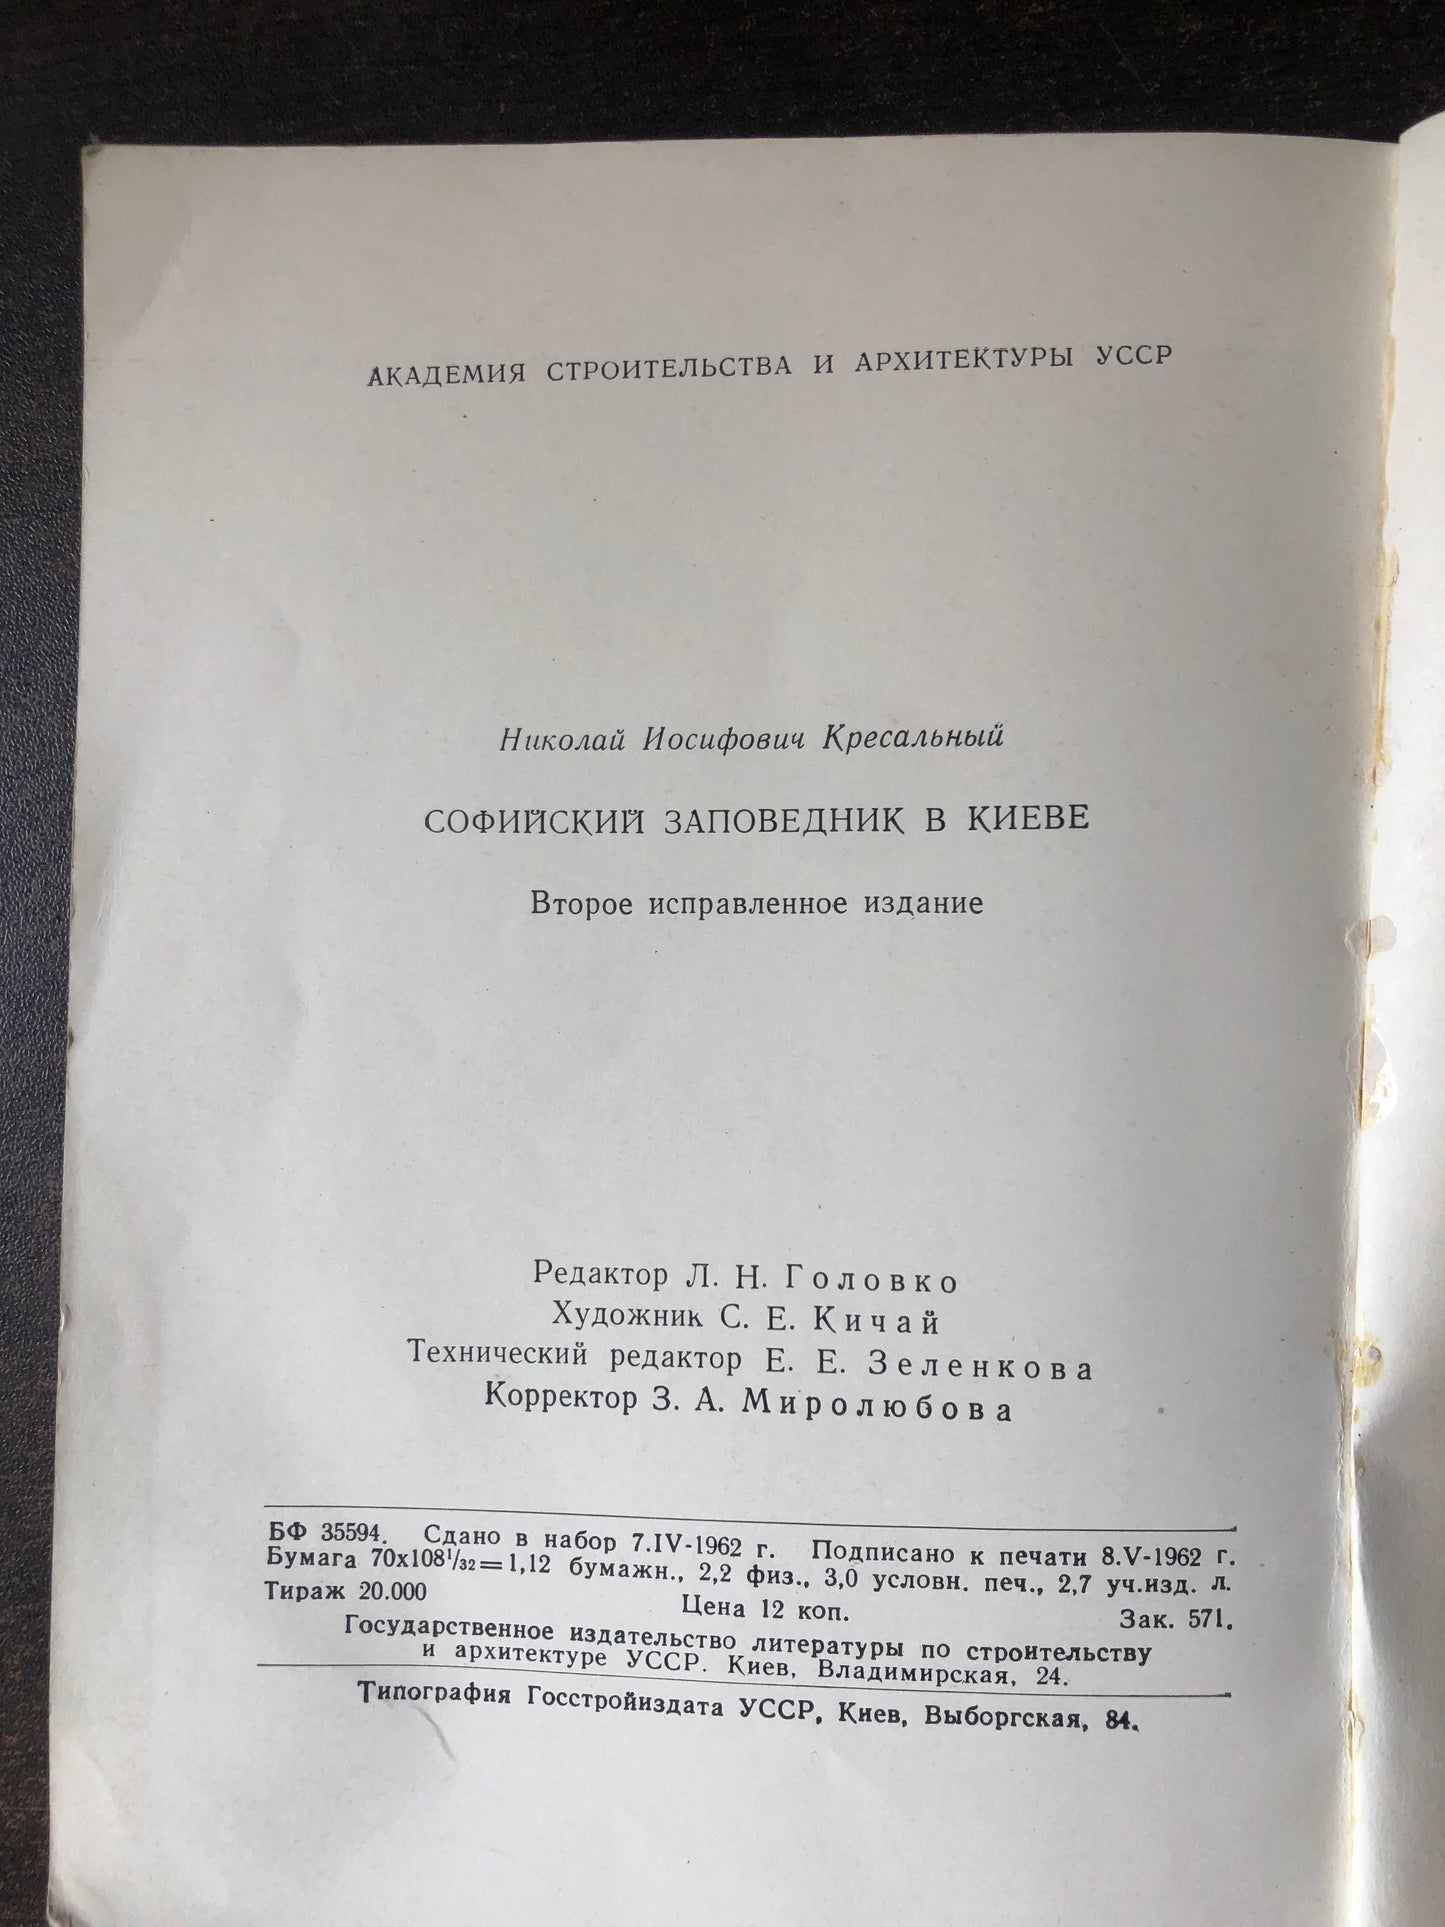 АКАДЕМИЯ СТРОИТЕЛЬСТВА И АРХИТЕКТУРЫ УССР
Николай Иосифович Кресальный
СОФИЙСКИЙ ЗАПОВЕДНИК В КИЕВЕ
Второе исправленное издание
Редактор Л. Н. Головко
Художник С. Е. Кичай
Технический редактор Е. Е. Зеленкова
Корректор З. А. Миролюбова
БФ 35594. Сдано в набор 7.IV-1962 г. Подписано к печати 8.V-1962 г.
Бумага 70х108¹/₃₂=1,12 бумажн., 2,2 физ., 3,0 условн. печ., 2,7 уч.изд. л.
Тираж 20.000 Цена 12 коп. Зак. 571.
Государственное издательство литературы по строительству
и архитектуре УССР. Киев, Владимирская, 24.
Типография Госстройиздата УССР, Киев, Выборгская, 84.